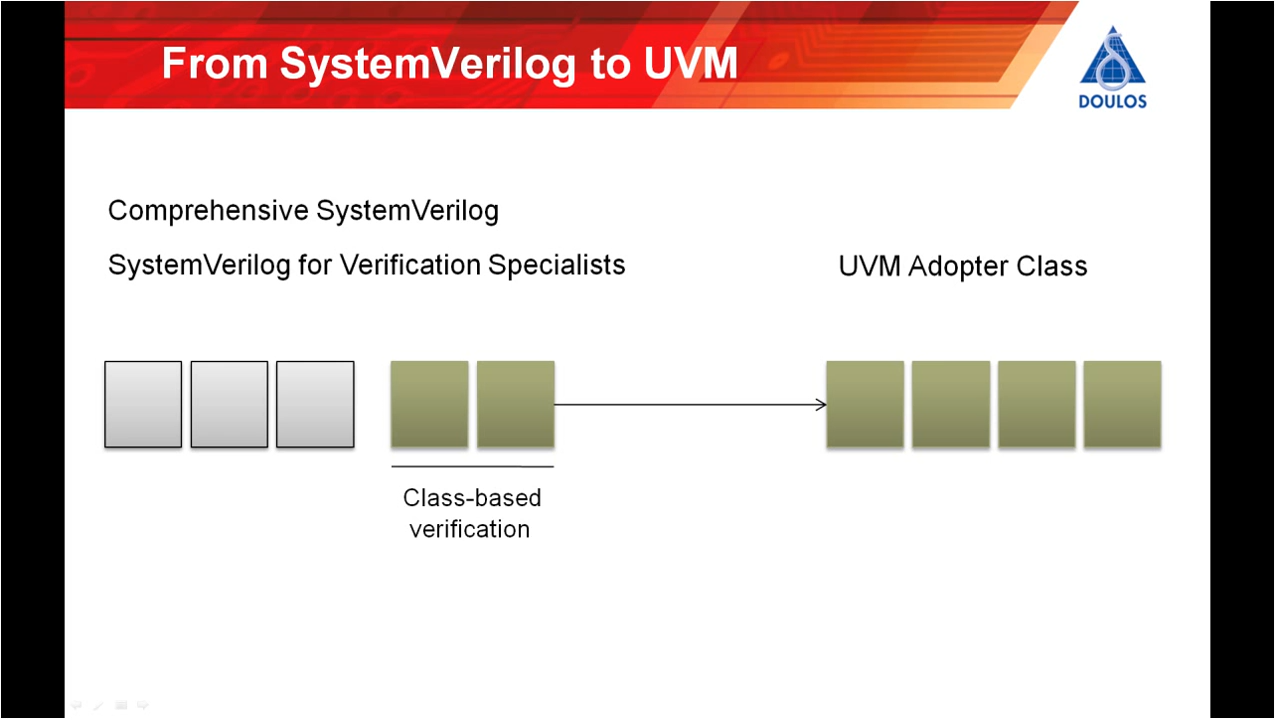 From SystemVerilog to UVM
DOULOS
Comprehensive SystemVerilog
SystemVerilog for Verification Specialists
UVM Adopter Class
Class-based
verification